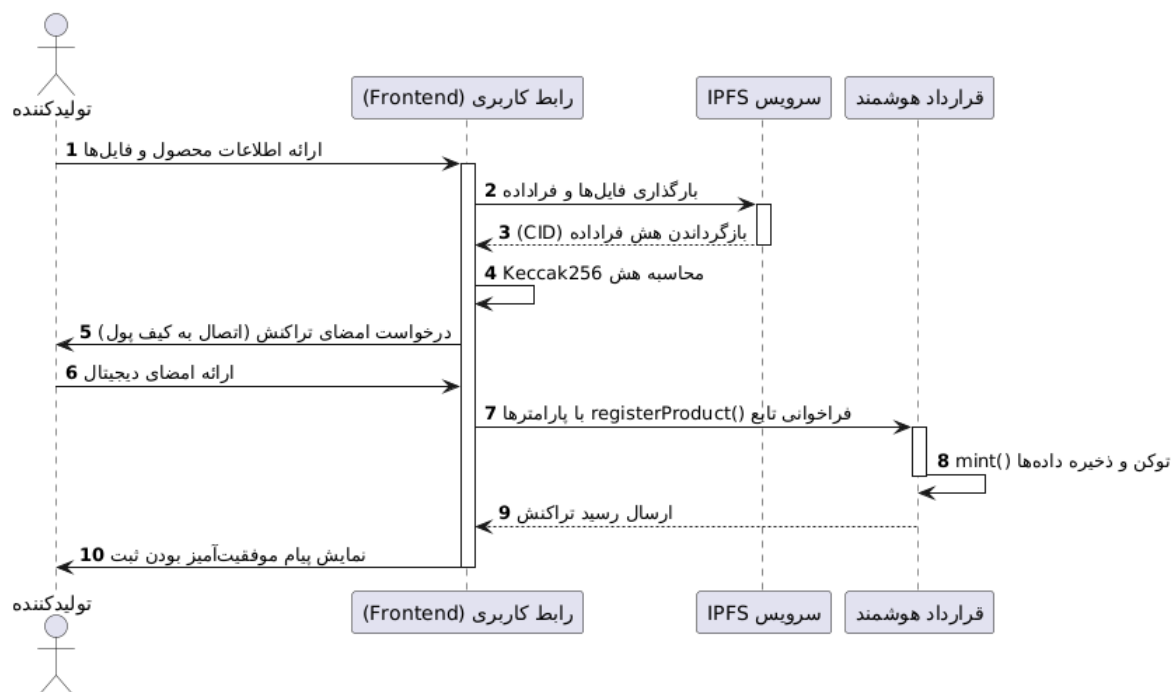 تولیدکننده
رابط کاربری (Frontend)
سرویس IPFS
قرارداد هوشمند
1 ارائه اطلاعات محصول و فایل‌ها
2 بارگذاری فایل‌ها و فراداده
3 بازگرداندن هش فراداده (CID)
4 محاسبه هش Keccak256
5 درخواست امضای تراکنش (اتصال به کیف پول)
6 ارائه امضای دیجیتال
7 فراخوانی تابع registerProduct() با پارامترها
8 mint() توکن و ذخیره داده‌ها
9 ارسال رسید تراکنش
10 نمایش پیام موفقیت‌آمیز بودن ثبت
تولیدکننده
رابط کاربری (Frontend)
سرویس IPFS
قرارداد هوشمند